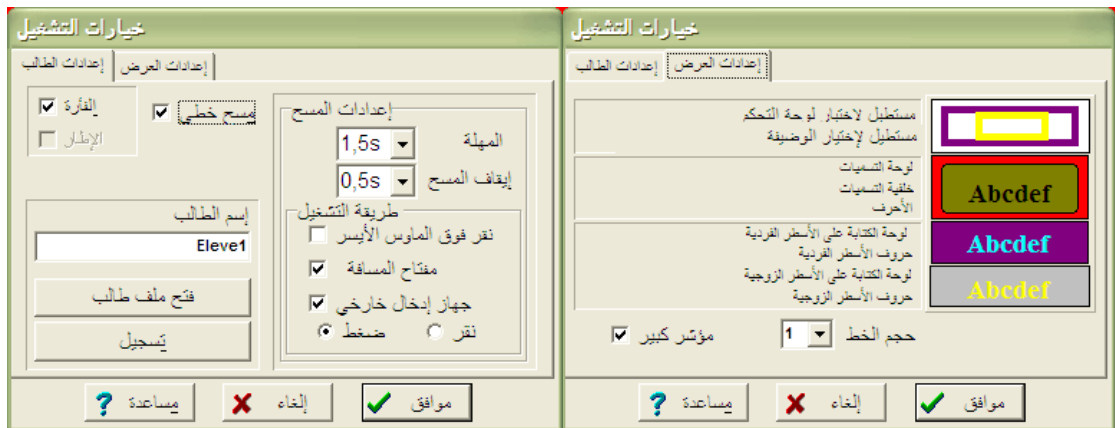 خيارات التشغيل
إعدادات العرض
إعدادات الطالب
مستطيل لاختبار لوحة التحكم
مستطيل لإختيار الوضيفة
لوحة التسميات
خلفية التسميات
الأحرف
Abcdef
لوحة الكتابة على الأسطر الفردية
حروف الأسطر الفردية
Abcdef
لوحة الكتابة على الأسطر الزوجية
حروف الأسطر الزوجية
Abcdef
حجم الخط 1
مؤشر كبير
موافق
إلغاء
مساعدة
خيارات التشغيل
إعدادات العرض
إعدادات الطالب
إعدادات المسح
المهلة 1,5s
إيقاف المسح 0,5s
طريقة التشغيل
نقر فوق الماوس الأيسر
مفتاح المسافة
جهاز إدخال خارخي
نقر
ضغط
مسح خطي
الفأرة
الإطار
إسم الطالب
Eleve1
فتح ملف طالب
تسجيل
موافق
إلغاء
مساعدة